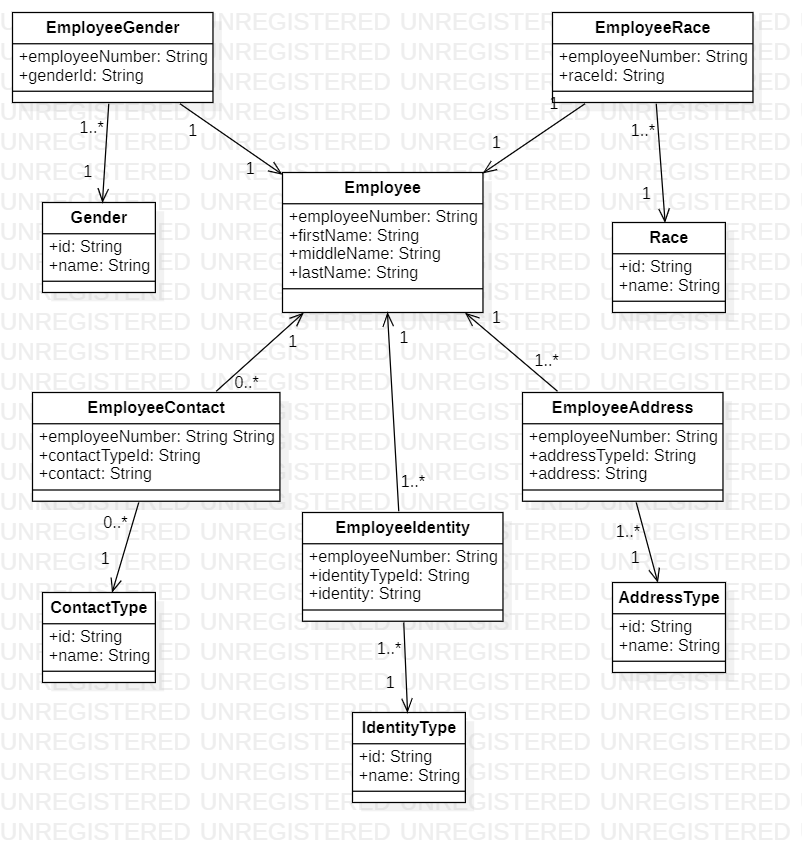 EmployeeGender
+employeeNumber: String
+genderId: String
EmployeeRace
+employeeNumber: String
+raceId: String
1..*
1
1
1
1
1
1..*
1
Gender
+id: String
+name: String
Employee
+employeeNumber: String
+firstName: String
+middleName: String
+lastName: String
Race
+id: String
+name: String
1
0..*
1
1..*
1
1..*
EmployeeContact
+employeeNumber: String String
+contactTypeId: String
+contact: String
EmployeeIdentity
+employeeNumber: String
+identityTypeId: String
+identity: String
EmployeeAddress
+employeeNumber: String
+addressTypeId: String
+address: String
0..*
1
1..*
1
1..*
1
ContactType
+id: String
+name: String
IdentityType
+id: String
+name: String
AddressType
+id: String
+name: String
UNREGISTERED UNREGISTERED UNREGISTERED UNREGISTERED